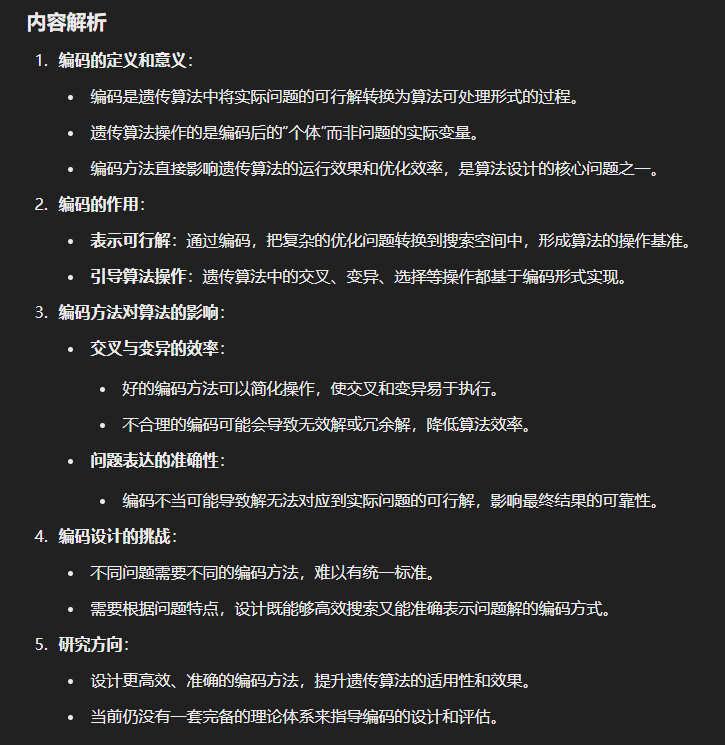 内容解析
1. 编码的定义和意义：
• 编码是遗传算法中将实际问题的可行解转换为算法可处理形式的过程。
• 遗传算法操作的是编码后的"个体"而非问题的实际变量。
• 编码方法直接影响遗传算法的运行效果和优化效率，是算法设计的核心问题之一。
2. 编码的作用：
• 表示可行解：通过编码，把复杂的优化问题转换到搜索空间中，形成算法的操作基准。
• 引导算法操作：遗传算法中的交叉、变异、选择等操作都基于编码形式实现。
3. 编码方法对算法的影响：
• 交叉与变异的效率：
• 好的编码方法可以简化操作，使交叉和变异易于执行。
• 不合理的编码可能会导致无效解或冗余解，降低算法效率。
• 问题表达的准确性：
• 编码不当可能导致解无法对应到实际问题的可行解，影响最终结果的可靠性。
4. 编码设计的挑战：
• 不同问题需要不同的编码方法，难以有统一标准。
• 需要根据问题特点，设计既能够高效搜索又能准确表示问题解的编码方式。
5. 研究方向：
• 设计更高效、准确的编码方法，提升遗传算法的适用性和效果。
• 当前仍没有一套完备的理论体系来指导编码的设计和评估。